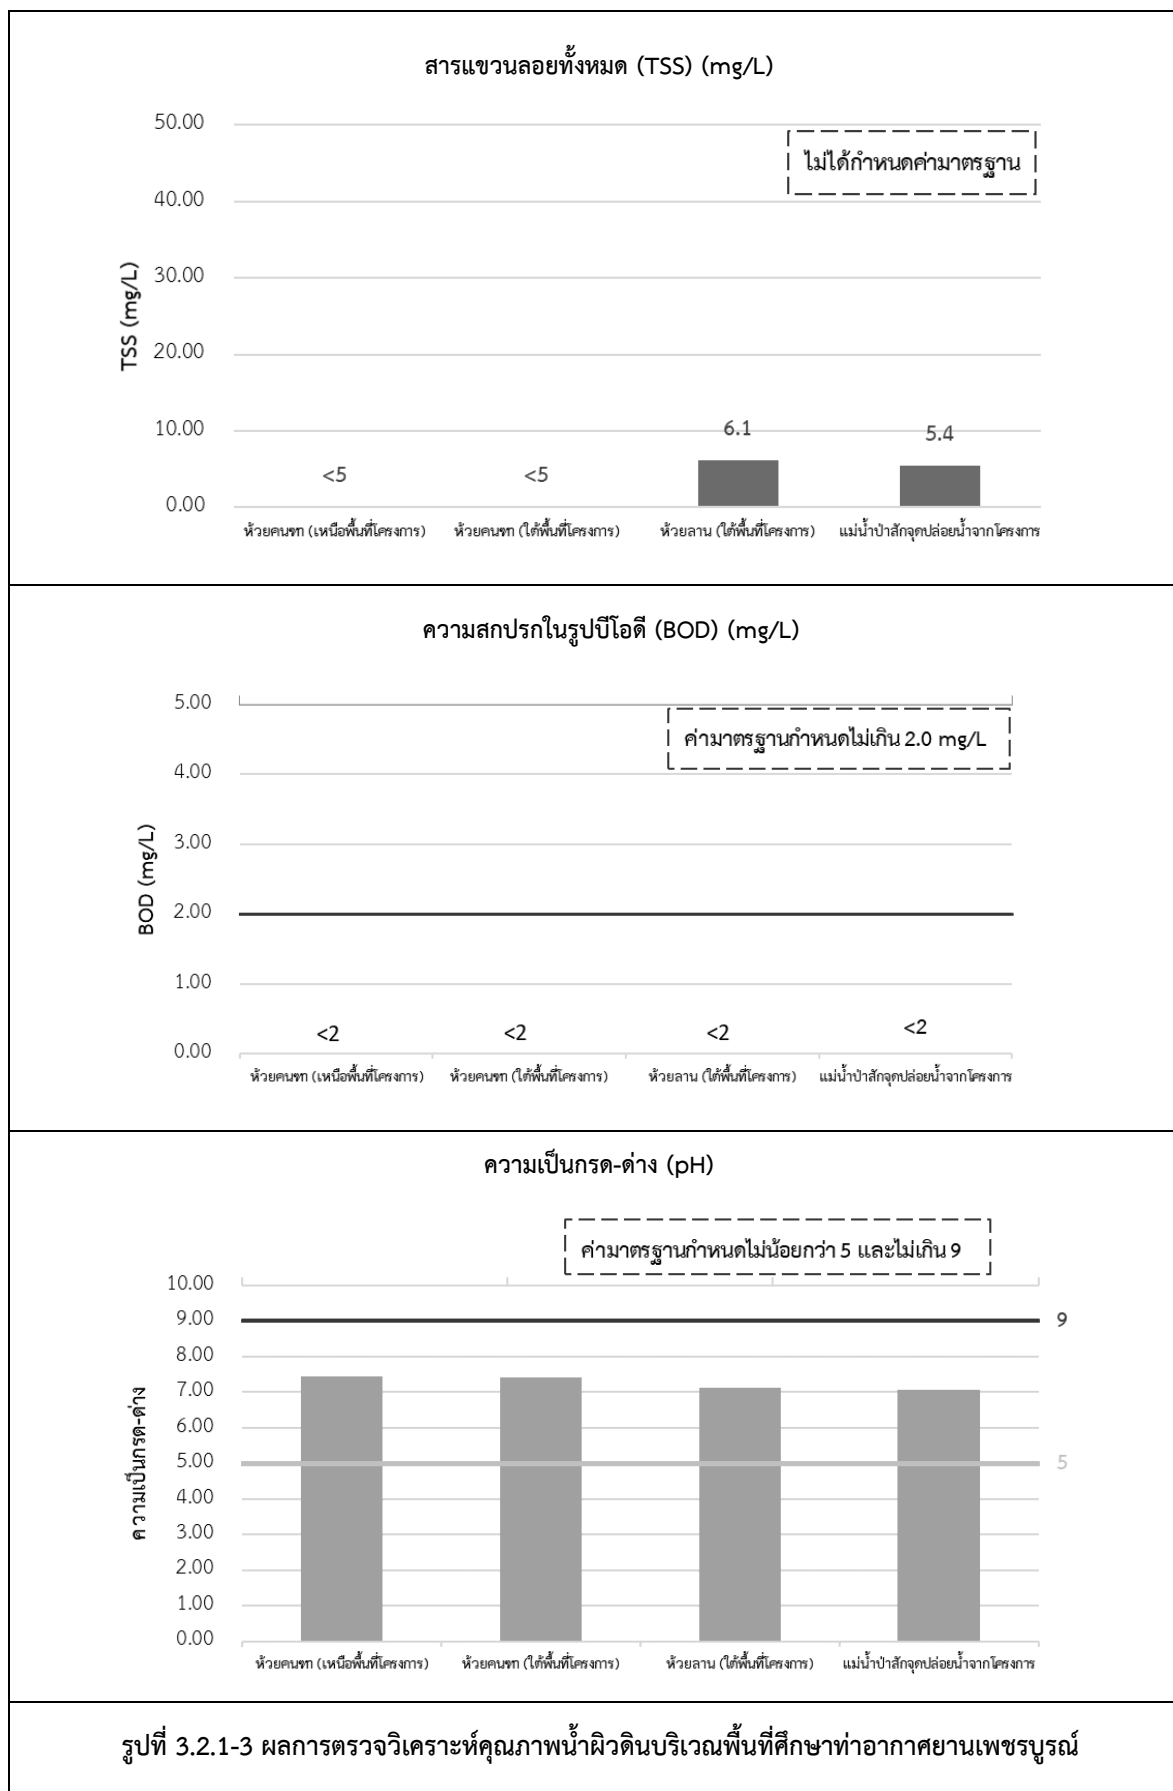 สารแขวนลอยทั้งหมด (TSS) (mg/L)
50.00
ไม่ได้กำหนดค่ามาตรฐาน
40.00
30.00
TSS (mg/L)
20.00
10.00
6.1
5.4
<5
<5
0.00
ห้วยคนฑา (เหนือพื้นที่โครงการ) ห้วยคนฑา (ใต้พื้นที่โครงการ) ห้วยลาน (ใต้พื้นที่โครงการ) แม่น้ำป่าสักจุดปล่อยน้ำจากโครงการ
ความสกปรกในรูปบีโอดี (BOD) (mg/L)
5.00
ค่ามาตรฐานกำหนดไม่เกิน 2.0 mg/L
4.00
3.00
BOD (mg/L)
2.00
1.00
<2
<2
<2
<2
0.00
ห้วยคนฑา (เหนือพื้นที่โครงการ) ห้วยคนฑา (ใต้พื้นที่โครงการ) ห้วยลาน (ใต้พื้นที่โครงการ) แม่น้ำป่าสักจุดปล่อยน้ำจากโครงการ
ความเป็นกรด-ด่าง (pH)
ค่ามาตรฐานกำหนดไม่น้อยกว่า 5 และไม่เกิน 9
10.00
9.00
9
8.00
7.00
ความเป็นกรด-ด่าง
6.00
5.00
5
4.00
3.00
2.00
1.00
0.00
ห้วยคนฑา (เหนือพื้นที่โครงการ) ห้วยคนฑา (ใต้พื้นที่โครงการ) ห้วยลาน (ใต้พื้นที่โครงการ) แม่น้ำป่าสักจุดปล่อยน้ำจากโครงการ
รูปที่ 3.2.1-3 ผลการตรวจวิเคราะห์คุณภาพน้ำผิวดินบริเวณพื้นที่ศึกษาท่าอากาศยานเพชรบูรณ์